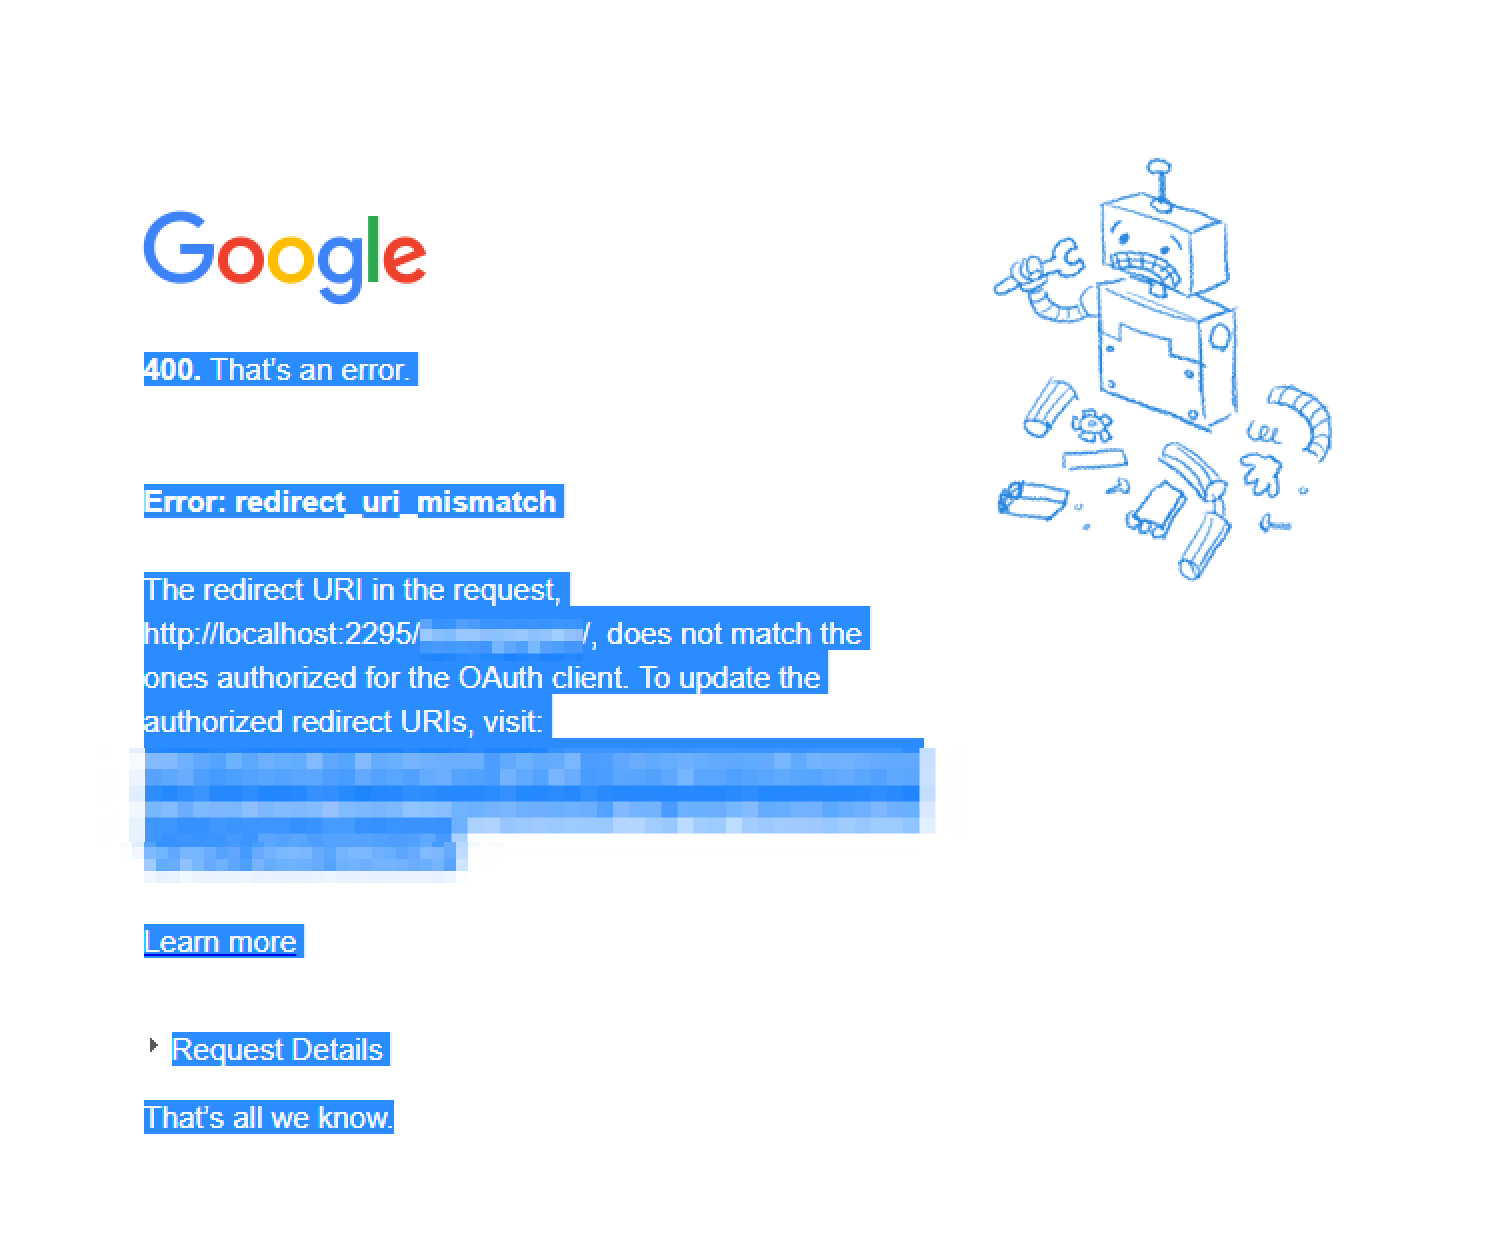 Google
400. That's an error.
Error: redirect_uri_mismatch
The redirect URI in the request,
http://localhost:2295/ /, does not match the
ones authorized for the OAuth client. To update the
authorized redirect URIs, visit:
Learn more
Request Details
That's all we know.